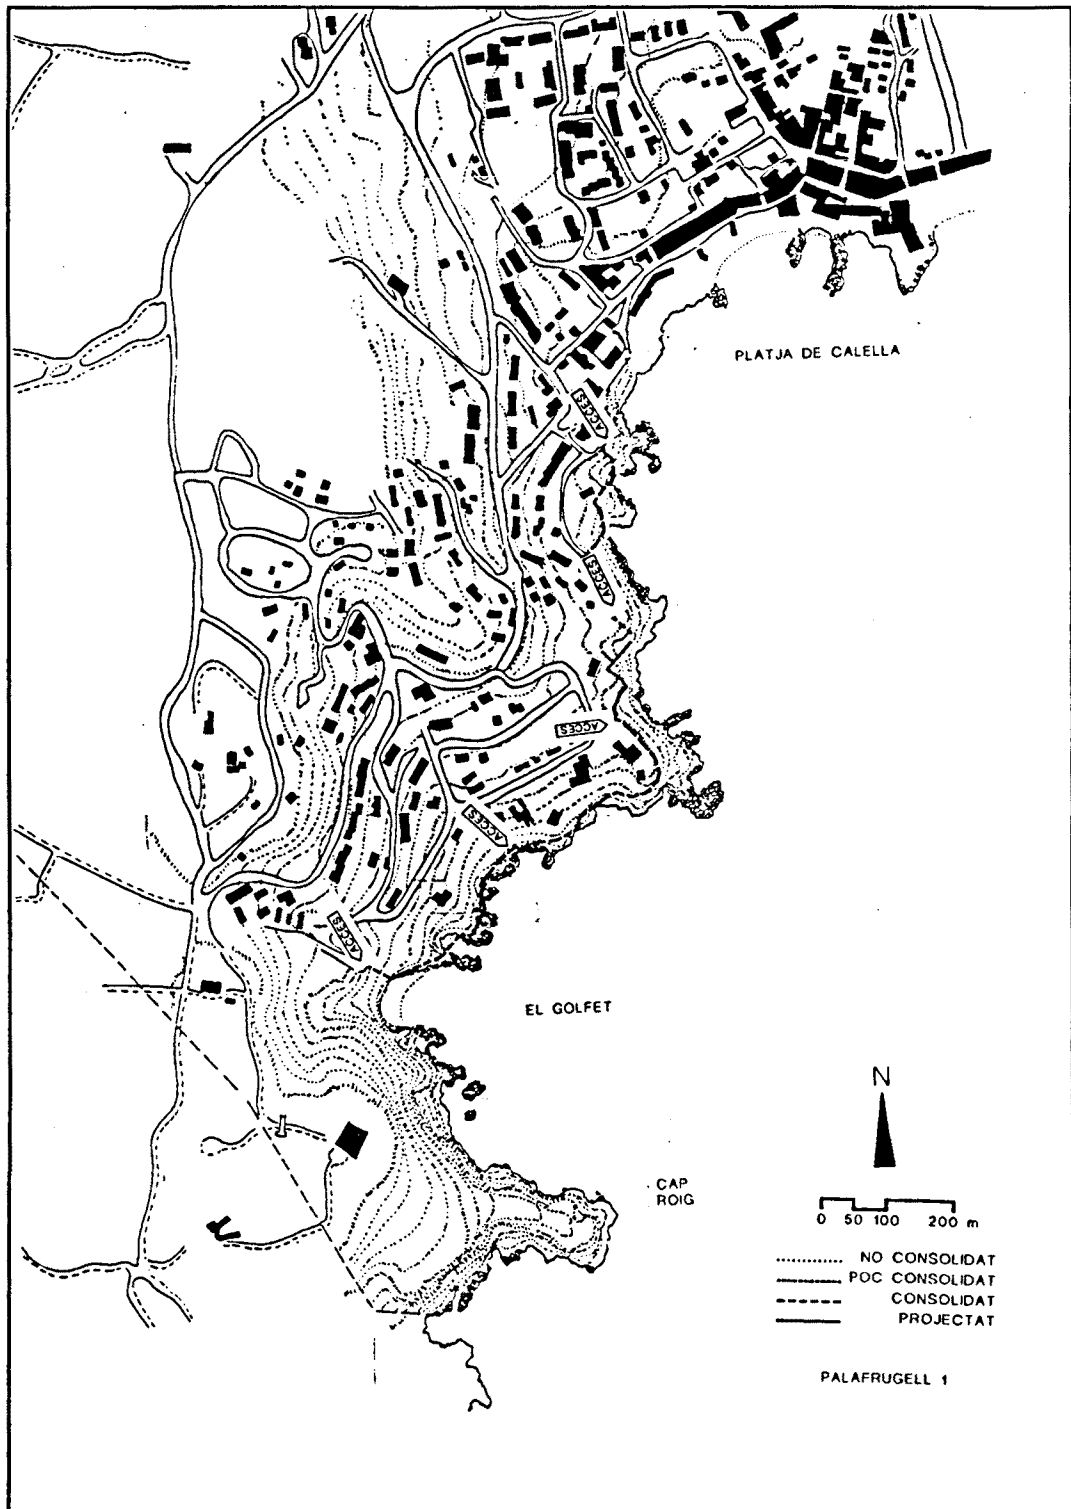 PLATJA DE CALELLA
ACCES
ACCES
ACCES
ACCES
ACCES
EL GOLFET
CAP
ROIG
N
0 50 100 200 m
NO CONSOLIDAT
POC CONSOLIDAT
CONSOLIDAT
PROJECTAT
PALAFRUGELL 1